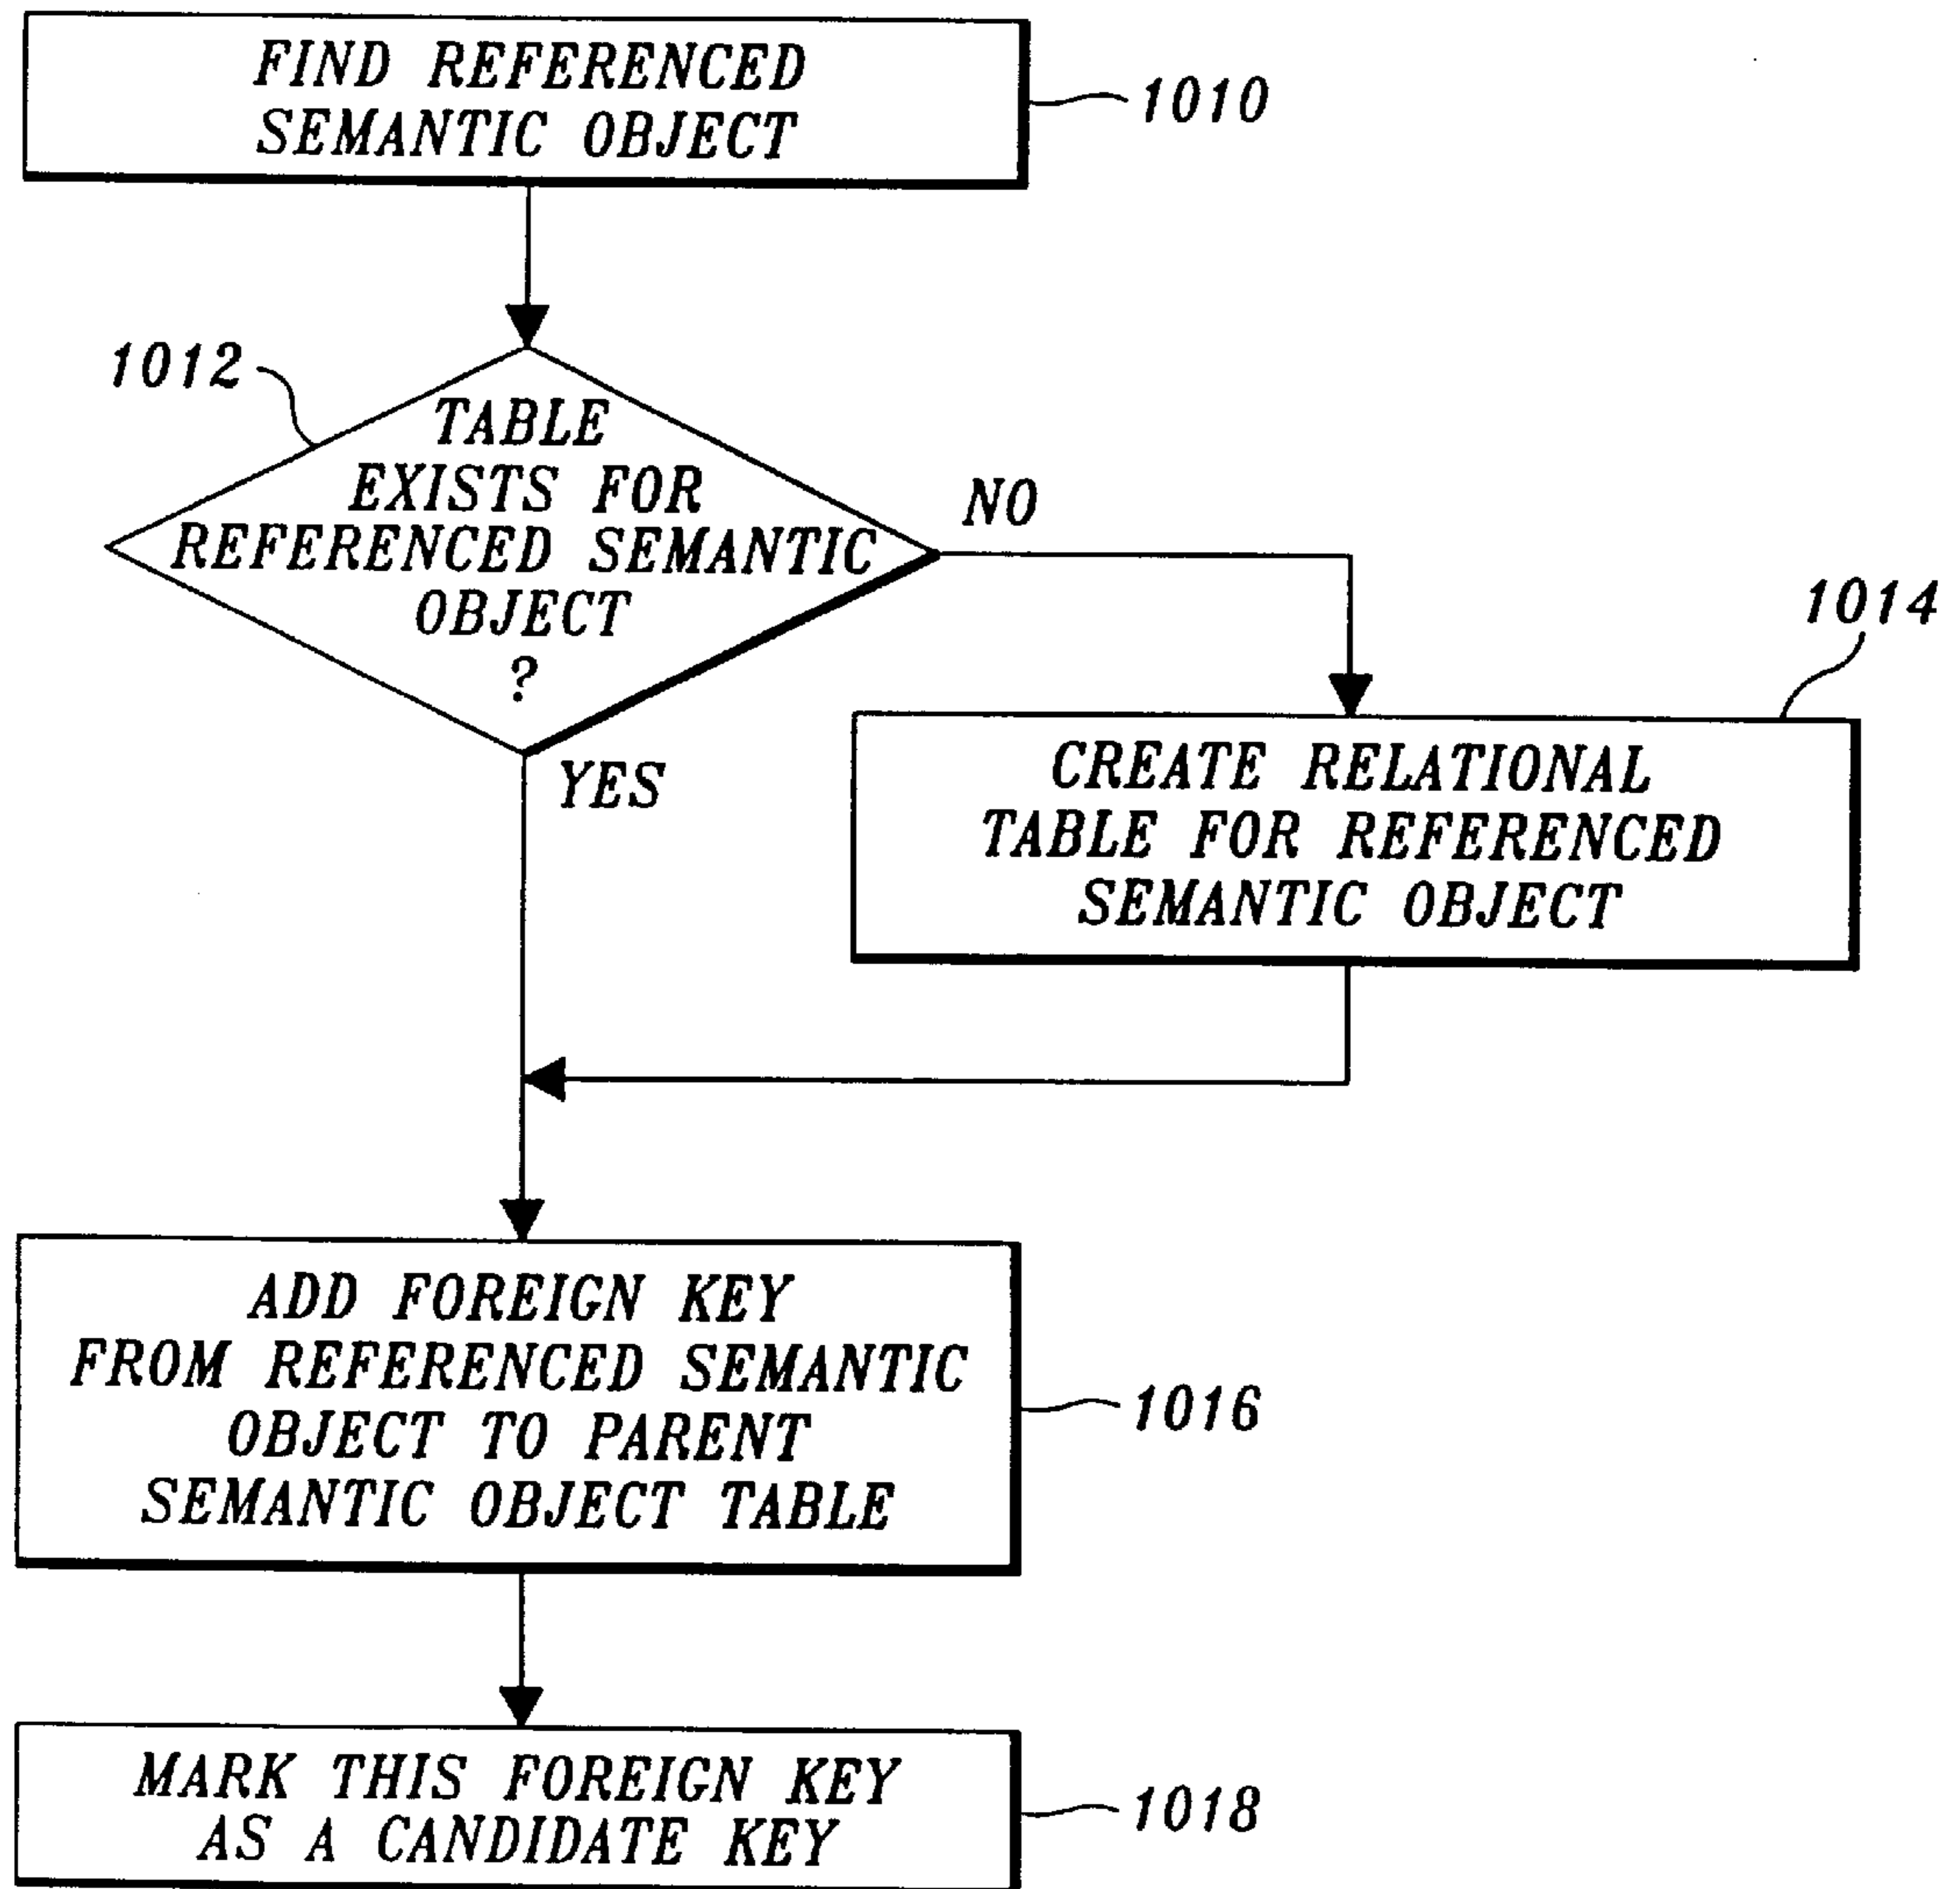 FIND REFERENCED
SEMANTIC OBJECT
1010
1012
TABLE
EXISTS FOR
REFERENCED SEMANTIC
OBJECT
?
NO
YES
1014
CREATE RELATIONAL
TABLE FOR REFERENCED
SEMANTIC OBJECT
ADD FOREIGN KEY
FROM REFERENCED SEMANTIC
OBJECT TO PARENT
SEMANTIC OBJECT TABLE
1016
MARK THIS FOREIGN KEY
AS A CANDIDATE KEY
1018